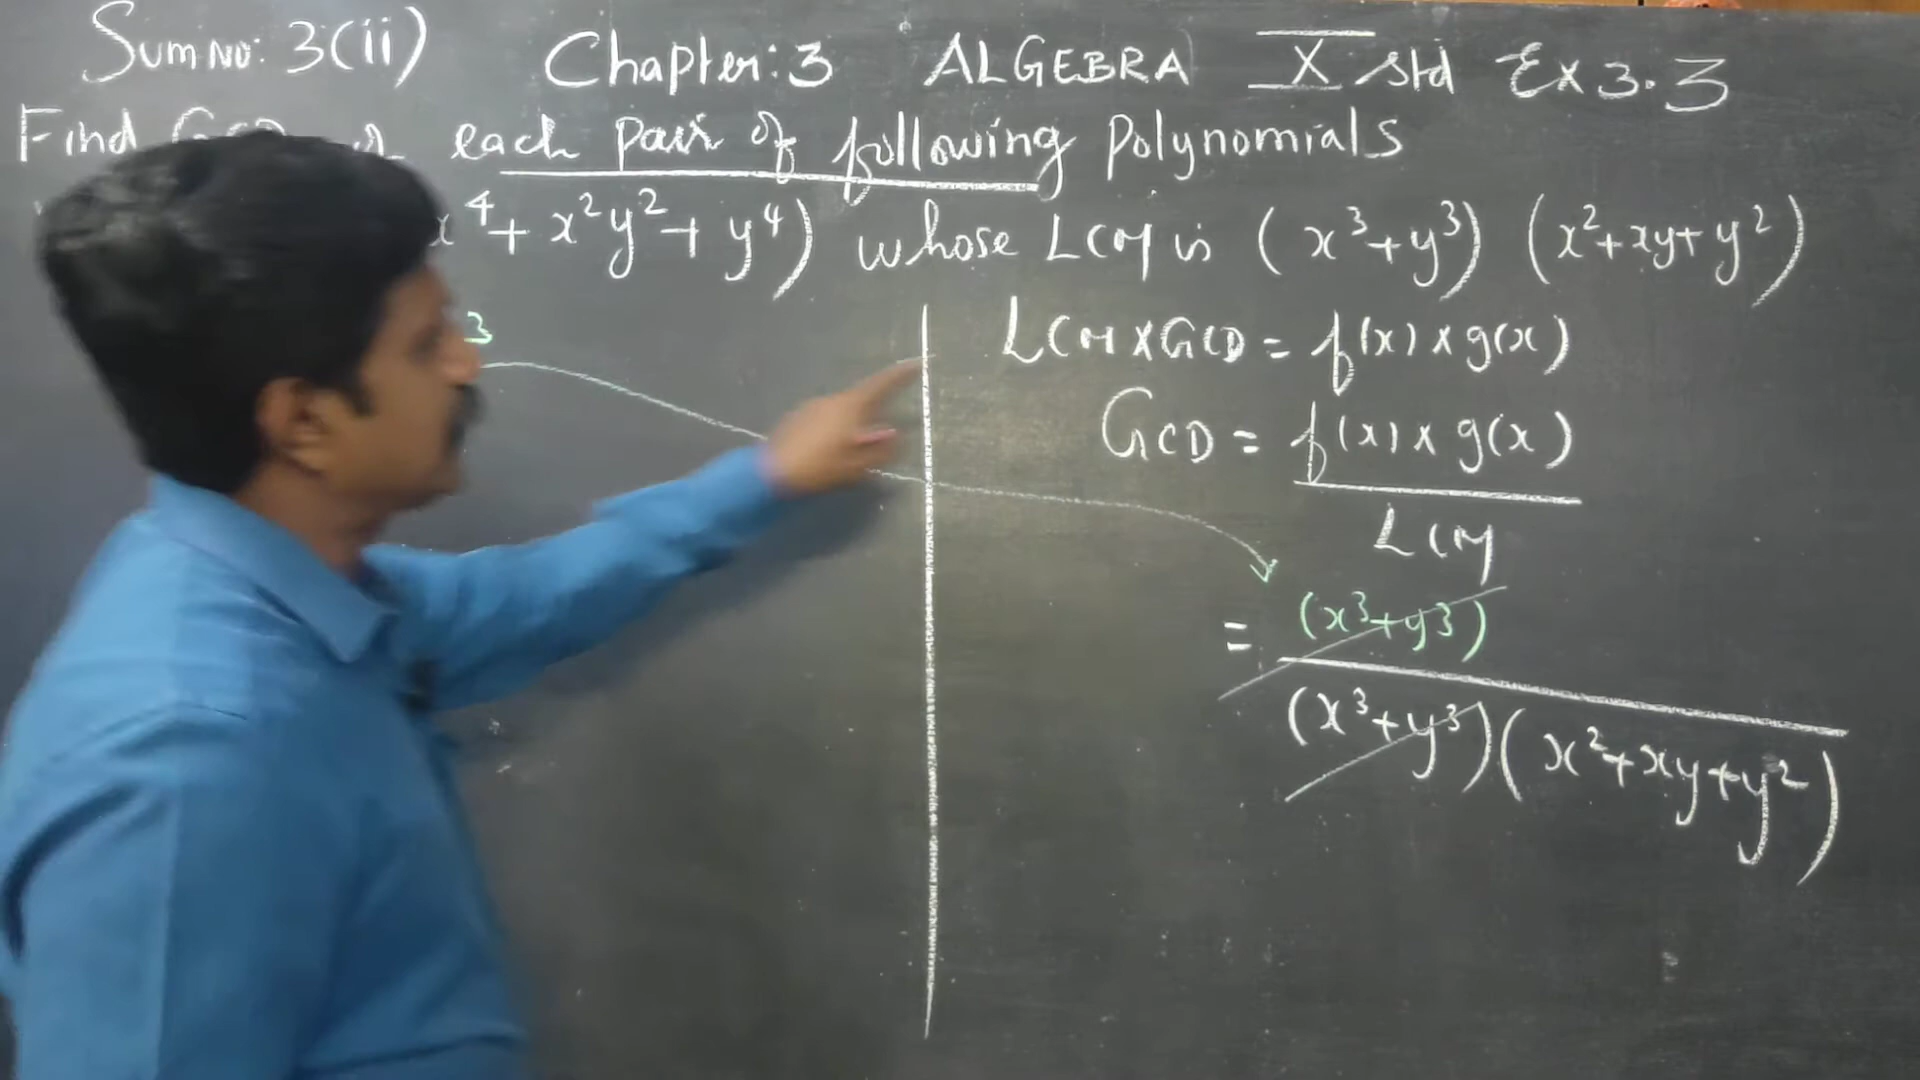 Sum No: 3(ii) Chapter: 3 ALGEBRA X std Ex 3.3
Find each pair of following Polynomials
x⁴ + x²y² + y⁴) whose LCM is (x³+y³) (x²+xy+y²)
3
LCM x GCD = f(x) x g(x)
GCD = f(x) x g(x)
LCM
= (x³+y³)
(x³+y³)(x²+xy+y²)